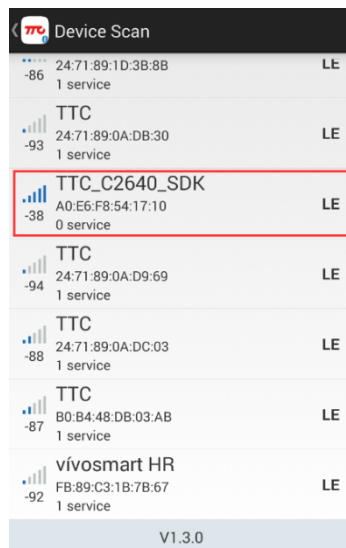 TTC Device Scan
-86 24:71:89:1D:3B:8B LE
1 service
TTC
-93 24:71:89:0A:DB:30 LE
1 service
TTC_C2640_SDK
-38 A0:E6:F8:54:17:10 LE
0 service
TTC
-94 24:71:89:0A:D9:69 LE
1 service
TTC
-88 24:71:89:0A:DC:03 LE
1 service
TTC
-87 B0:B4:48:DB:03:AB LE
1 service
vívosmart HR
-92 FB:89:C3:1B:7B:67 LE
1 service
V1.3.0